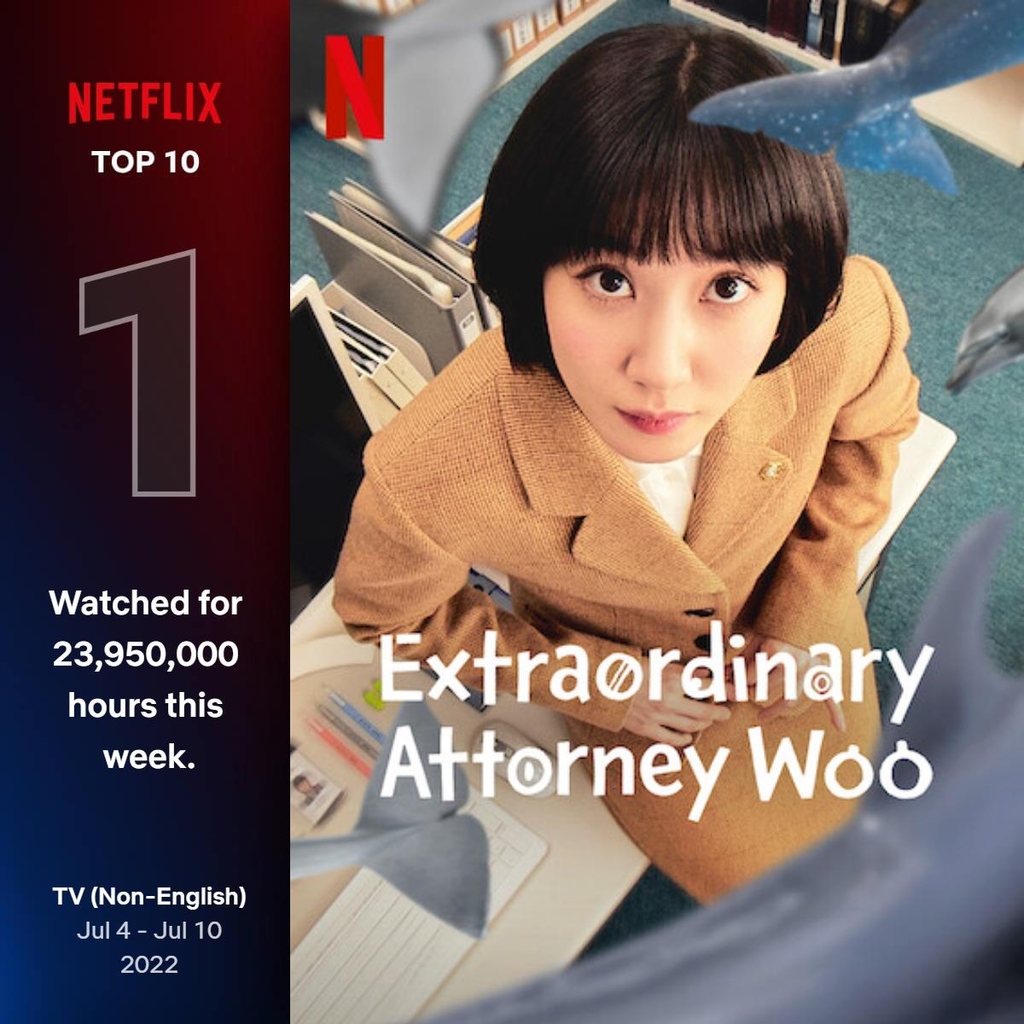 NETFLIX
TOP 10
1
Watched for
23,950,000
hours this
week.
TV (Non-English)
Jul 4 - Jul 10
2022
N
Extraordinary
Attorney Woo